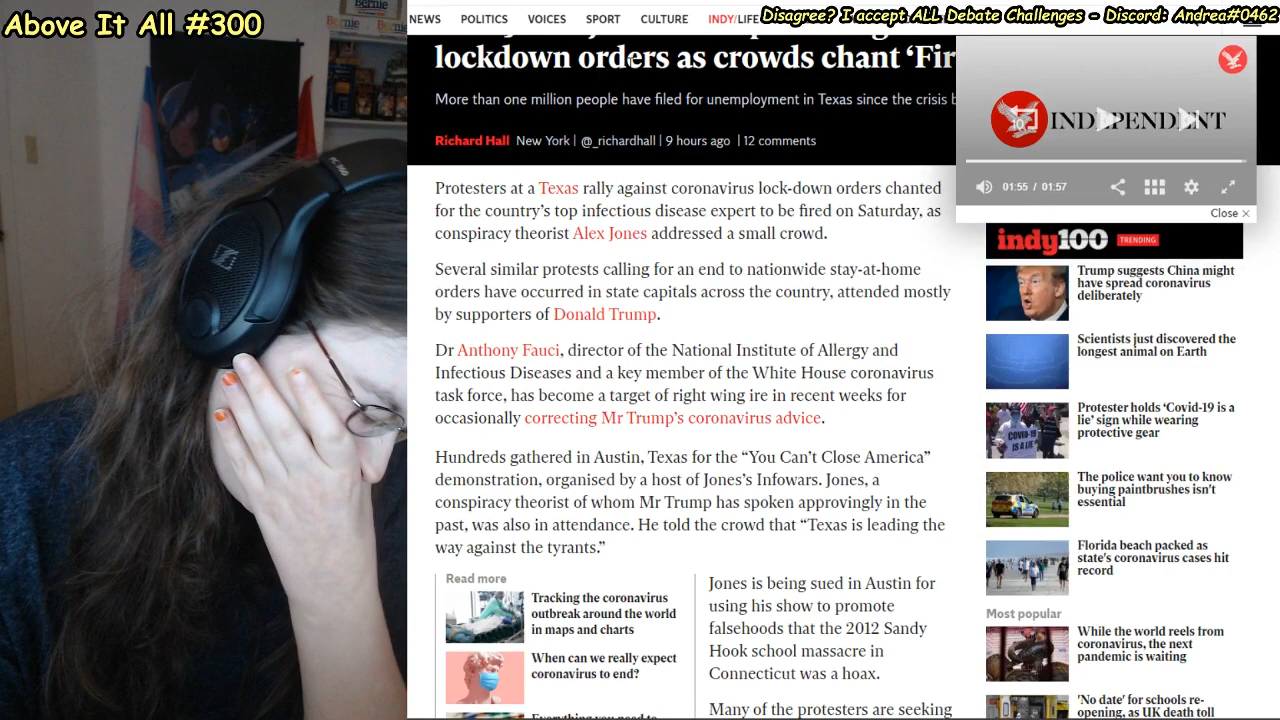 Above It All #300
Disagree? I accept ALL Debate Challenges - Discord: Andrea#0462
NEWS POLITICS VOICES SPORT CULTURE INDY/LIFE
lockdown orders as crowds chant ‘Fir
More than one million people have filed for unemployment in Texas since the crisis b
Richard Hall New York | @_richardhall | 9 hours ago | 12 comments
INDEPENDENT
10
01:55 / 01:57
Close ×
Protesters at a Texas rally against coronavirus lock-down orders chanted
for the country’s top infectious disease expert to be fired on Saturday, as
conspiracy theorist Alex Jones addressed a small crowd.
Several similar protests calling for an end to nationwide stay-at-home
orders have occurred in state capitals across the country, attended mostly
by supporters of Donald Trump.
Dr Anthony Fauci, director of the National Institute of Allergy and
Infectious Diseases and a key member of the White House coronavirus
task force, has become a target of right wing ire in recent weeks for
occasionally correcting Mr Trump’s coronavirus advice.
Hundreds gathered in Austin, Texas for the “You Can’t Close America”
demonstration, organised by a host of Jones’s Infowars. Jones, a
conspiracy theorist of whom Mr Trump has spoken approvingly in the
past, was also in attendance. He told the crowd that “Texas is leading the
way against the tyrants.”
Read more
Tracking the coronavirus
outbreak around the world
in maps and charts
When can we really expect
coronavirus to end?
Jones is being sued in Austin for
using his show to promote
falsehoods that the 2012 Sandy
Hook school massacre in
Connecticut was a hoax.
Many of the protesters are seeking
indy100 TRENDING
Trump suggests China might
have spread coronavirus
deliberately
Scientists just discovered the
longest animal on Earth
Protester holds ‘Covid-19 is a
lie’ sign while wearing
protective gear
COVID-19
IS A LIE
The police want you to know
buying paintbrushes isn’t
essential
Florida beach packed as
state’s coronavirus cases hit
record
Most popular
While the world reels from
coronavirus, the next
pandemic is waiting
‘No date’ for schools re-
opening, as UK death toll